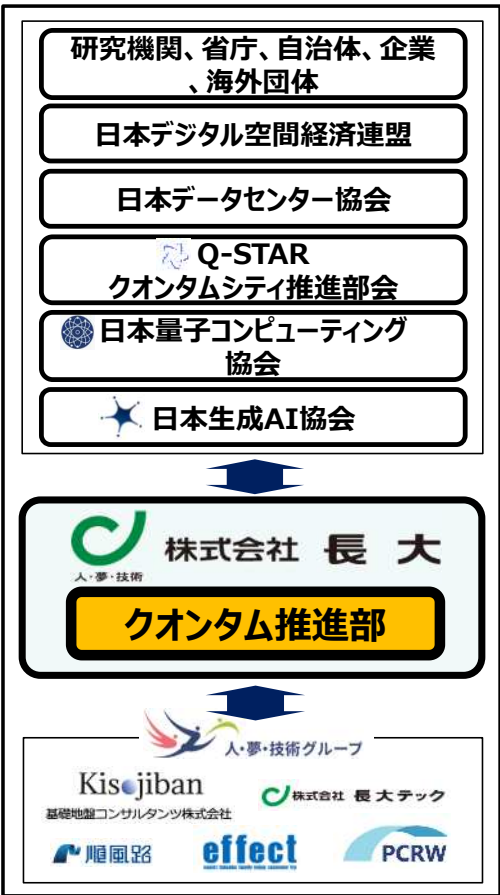 研究機関、省庁、自治体、企業
、海外団体
日本デジタル空間経済連盟
日本データセンター協会
Q-STAR
クオンタムシティ推進部会
日本量子コンピューティング
協会
日本生成AI協会
株式会社 長 大
人・夢・技術
クオンタム推進部
人・夢・技術グループ
Kisojiban
基礎地盤コンサルタンツ株式会社
株式会社 長大テック
順風路
effect
PCRW